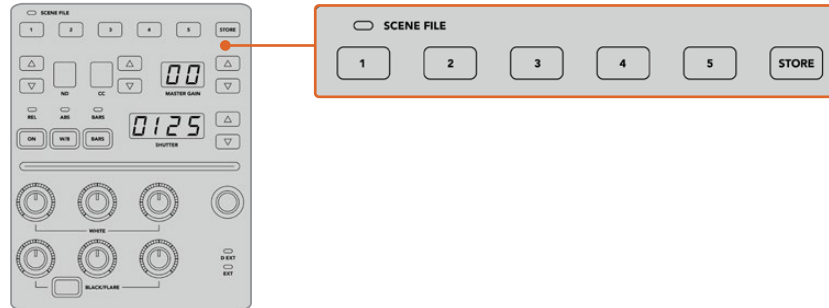 SCENE FILE
1 2 3 4 5 STORE
ND CC 00
MASTER GAIN
REL ABS BARS
0125
ON W/B BARS
SHUTTER
WHITE
D EXT
EXT
BLACK/FLARE
SCENE FILE
1 2 3 4 5 STORE